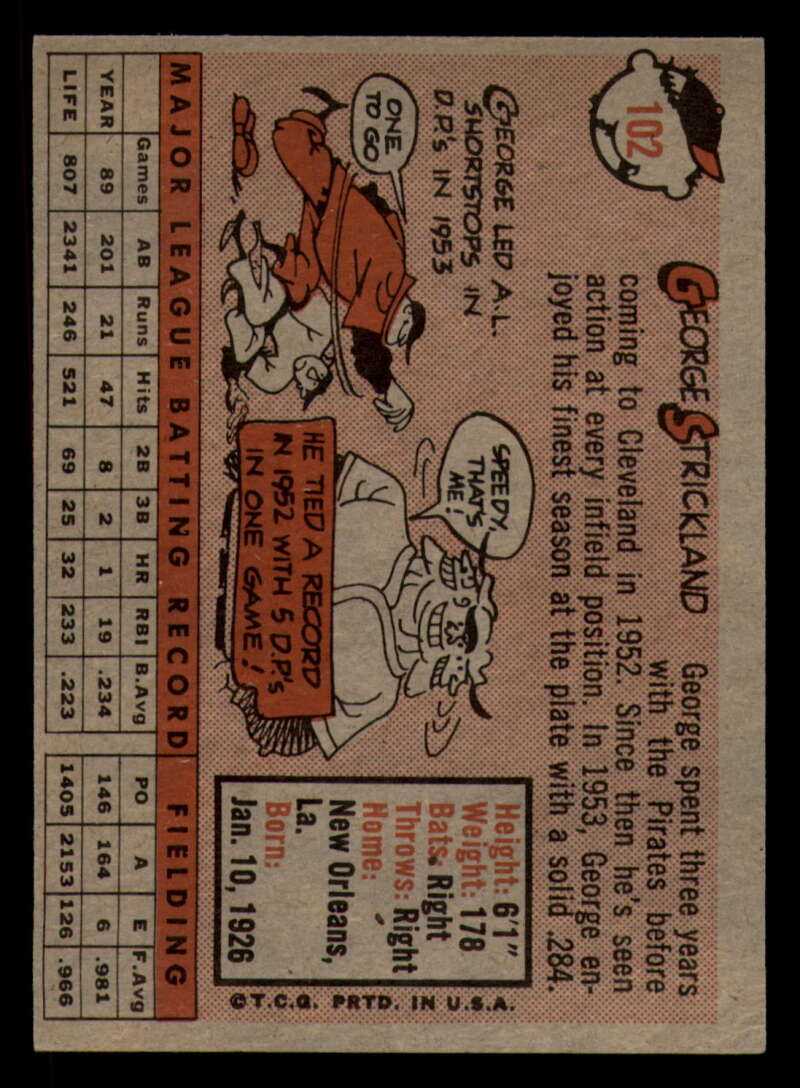 102
GEORGE STRICKLAND
George spent three years
with the Pirates before
coming to Cleveland in 1952. Since then he's seen
action at every infield position. In 1953, George en-
joyed his finest season at the plate with a solid .284.
GEORGE LED A.L.
SHORTSTOPS IN
D.P.'S IN 1953
ONE
TO GO
SPEEDY,
THAT'S
ME!
HE TIED A RECORD
IN 1952 WITH 5 D.P.'s
IN ONE GAME!
Height: 6'1"
Weight: 178
Bats: Right
Throws: Right
Home:
New Orleans,
La.
Born:
Jan. 10, 1926
©T.C.G. PRTD. IN U.S.A.
MAJOR LEAGUE BATTING RECORD FIELDING
Games AB Runs Hits 2B 3B HR RBI B.Avg PO A E F.Avg
YEAR 89 201 21 47 8 2 1 19 .234 146 164 6 .981
LIFE 807 2341 246 521 69 25 32 233 .223 1405 2153 126 .966